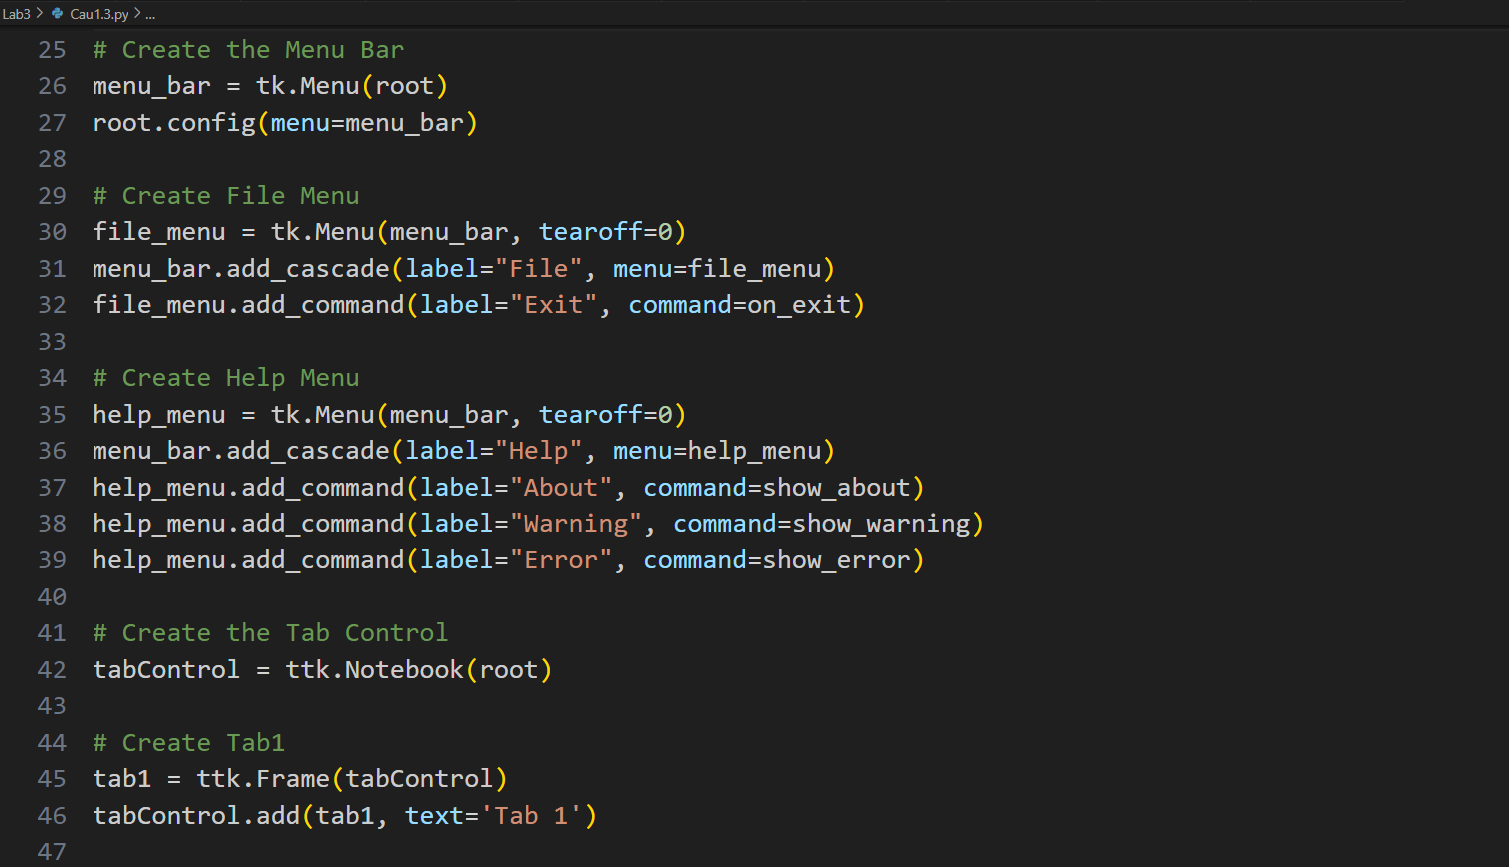 Lab3 > Cau1.3.py > ...
25 # Create the Menu Bar
26 menu_bar = tk.Menu(root)
27 root.config(menu=menu_bar)
28
29 # Create File Menu
30 file_menu = tk.Menu(menu_bar, tearoff=0)
31 menu_bar.add_cascade(label="File", menu=file_menu)
32 file_menu.add_command(label="Exit", command=on_exit)
33
34 # Create Help Menu
35 help_menu = tk.Menu(menu_bar, tearoff=0)
36 menu_bar.add_cascade(label="Help", menu=help_menu)
37 help_menu.add_command(label="About", command=show_about)
38 help_menu.add_command(label="Warning", command=show_warning)
39 help_menu.add_command(label="Error", command=show_error)
40
41 # Create the Tab Control
42 tabControl = ttk.Notebook(root)
43
44 # Create Tab1
45 tab1 = ttk.Frame(tabControl)
46 tabControl.add(tab1, text='Tab 1')
47